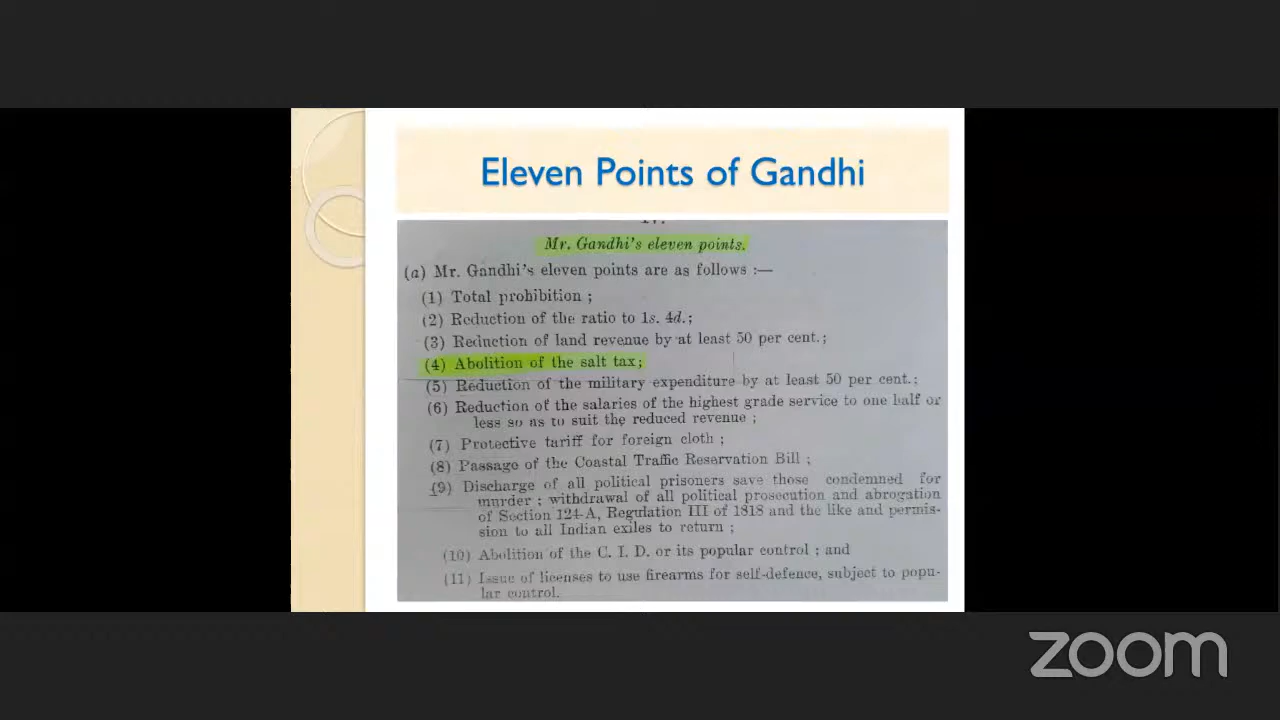 Eleven Points of Gandhi
Mr. Gandhi's eleven points.
(a) Mr. Gandhi's eleven points are as follows :—
(1) Total prohibition ;
(2) Reduction of the ratio to 1s. 4d.;
(3) Reduction of land revenue by at least 50 per cent.;
(4) Abolition of the salt tax;
(5) Reduction of the military expenditure by at least 50 per cent.;
(6) Reduction of the salaries of the highest grade service to one half or
less so as to suit the reduced revenue ;
(7) Protective tariff for foreign cloth ;
(8) Passage of the Coastal Traffic Reservation Bill ;
(9) Discharge of all political prisoners save those condemned for
murder ; withdrawal of all political prosecution and abrogation
of Section 124-A, Regulation III of 1818 and the like and permis-
sion to all Indian exiles to return ;
(10) Abolition of the C. I. D. or its popular control ; and
(11) Issue of licenses to use firearms for self-defence, subject to popu-
lar control.
zoom